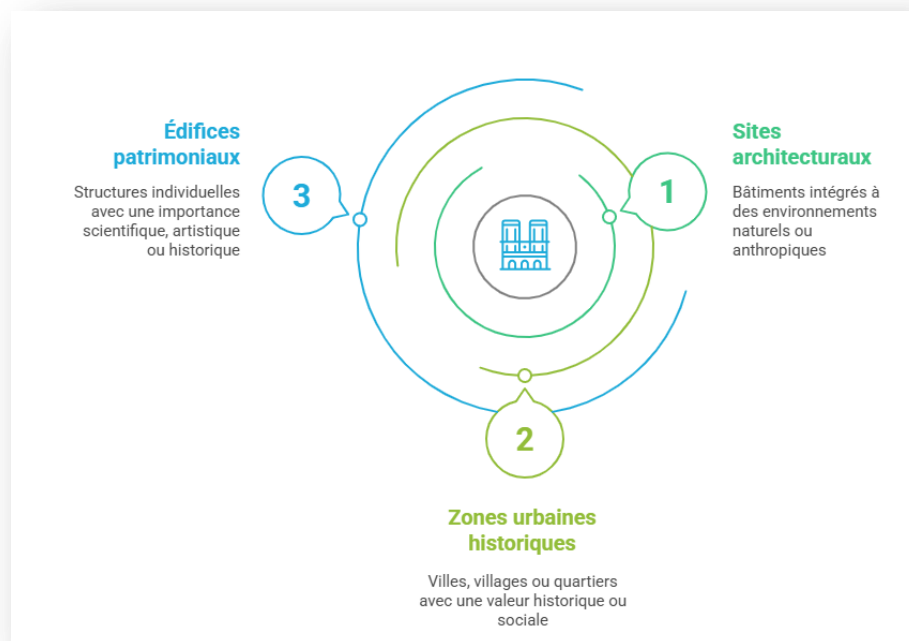 Édifices
patrimoniaux
Structures individuelles
avec une importance
scientifique, artistique
ou historique
3
1
Sites
architecturaux
Bâtiments intégrés à
des environnements
naturels ou
anthropiques
2
Zones urbaines
historiques
Villes, villages ou quartiers
avec une valeur historique ou
sociale